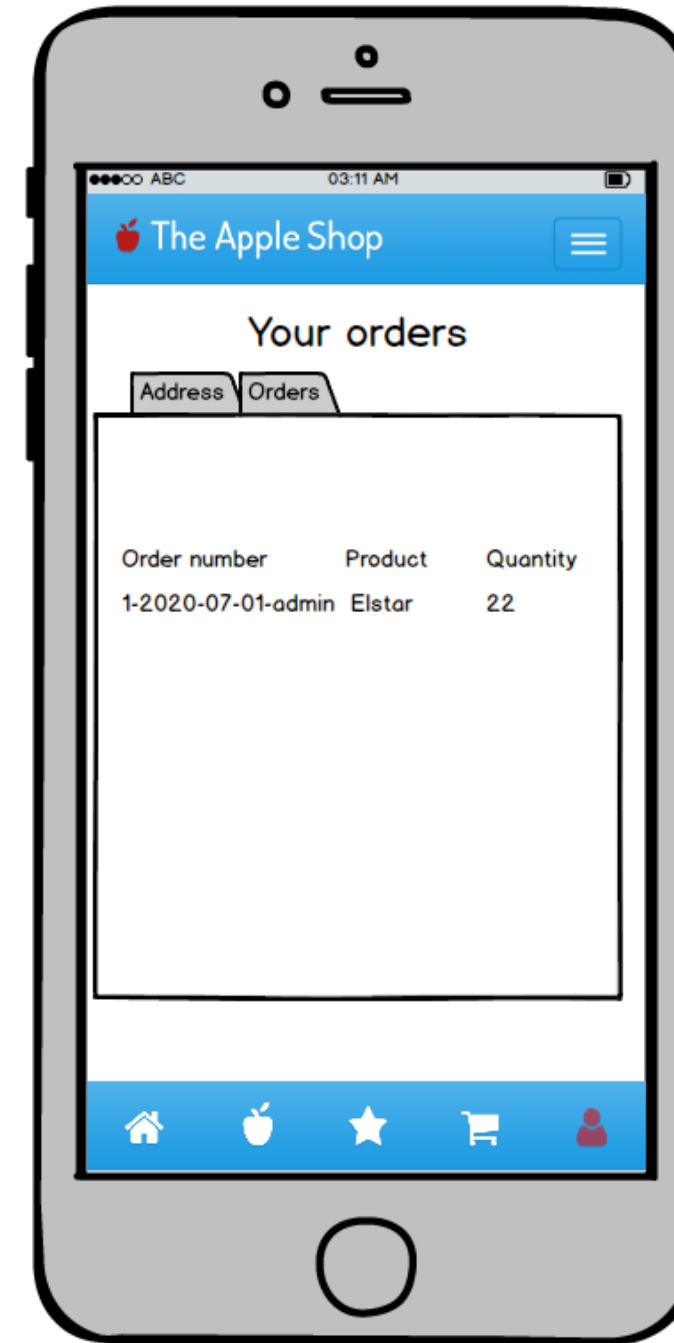 ABC 03:11 AM
The Apple Shop
Your orders
Address Orders
Order number Product Quantity
1-2020-07-01-admin Elstar 22